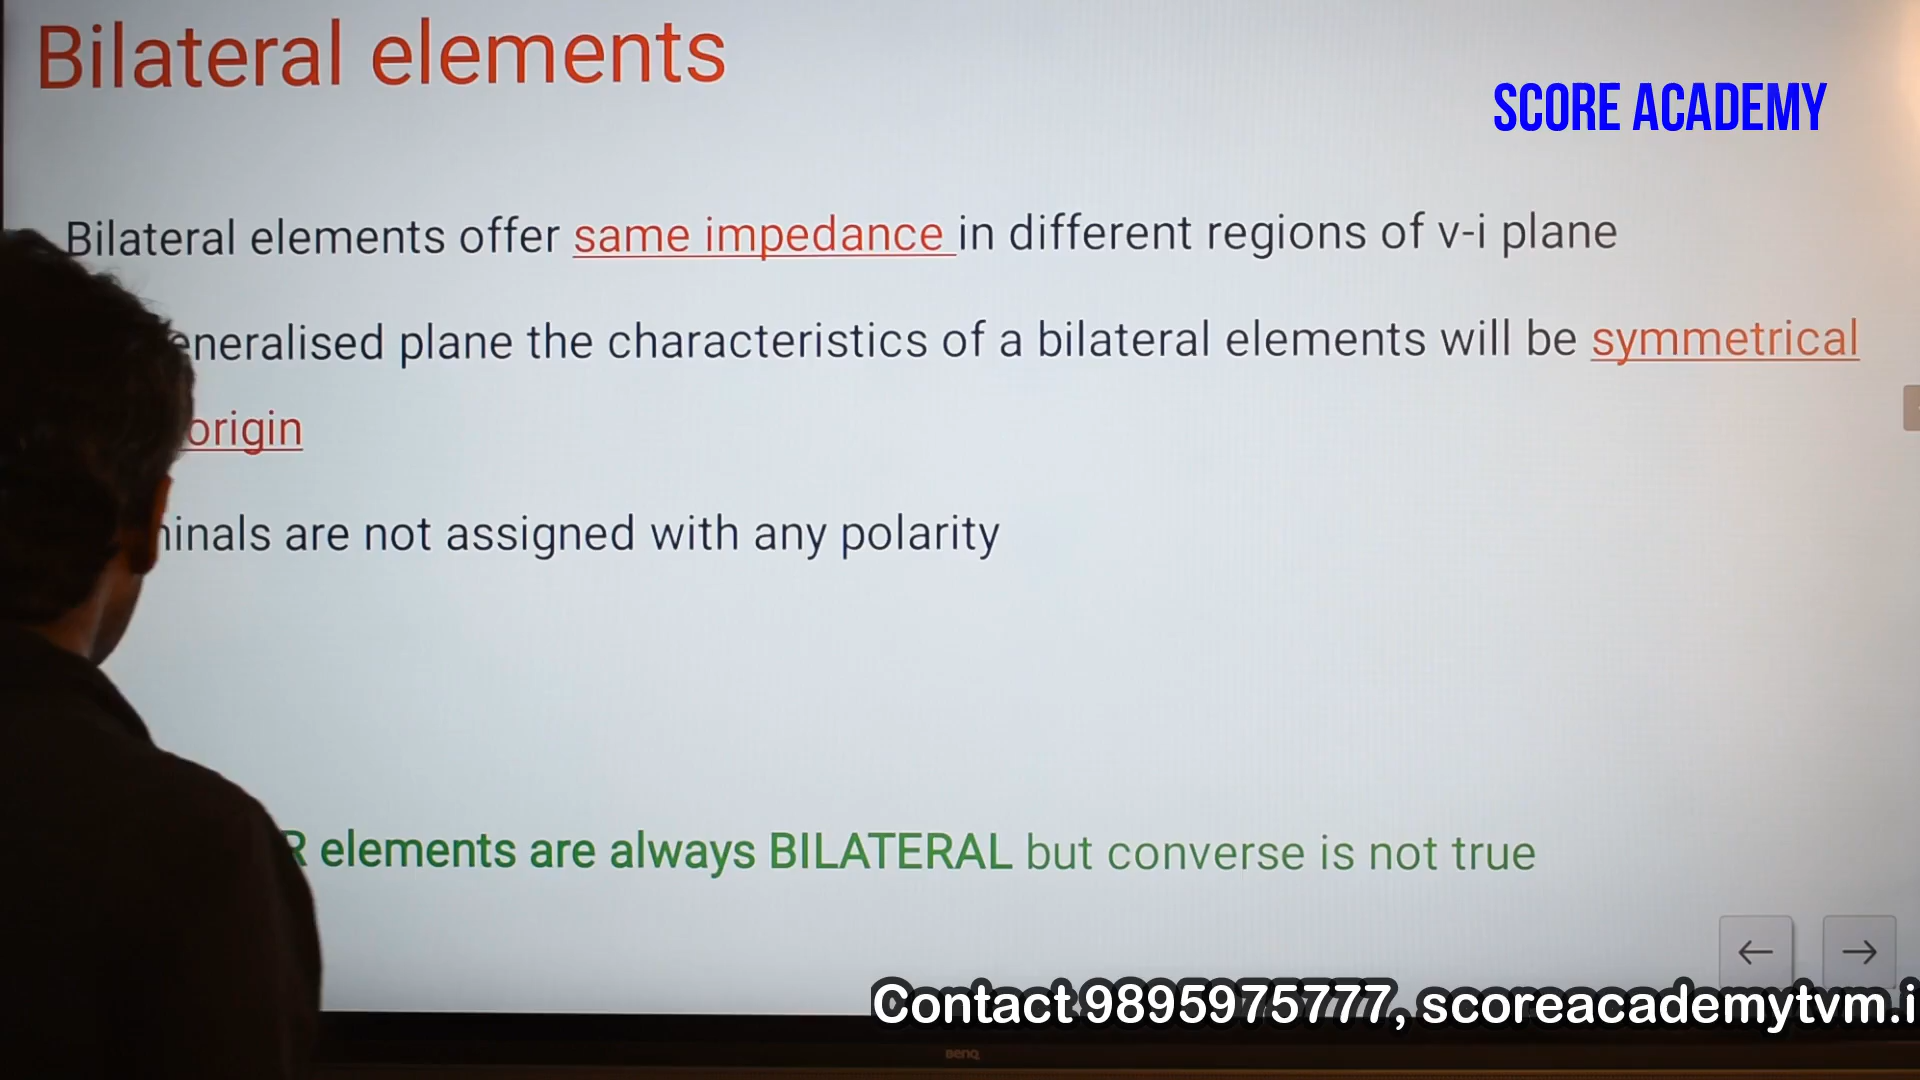 Bilateral elements
SCORE ACADEMY
Bilateral elements offer same impedance in different regions of v-i plane
plane the characteristics of a bilateral elements will be symmetrical
origin
are not assigned with any polarity
elements are always BILATERAL but converse is not true
Contact 9895975777, scoreacademytvm.i
BenQ